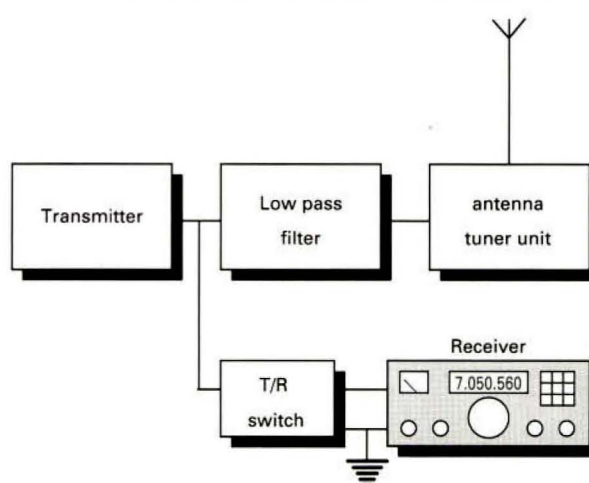 Transmitter
Low pass
filter
antenna
tuner unit
Receiver
T/R
switch
7.050.560